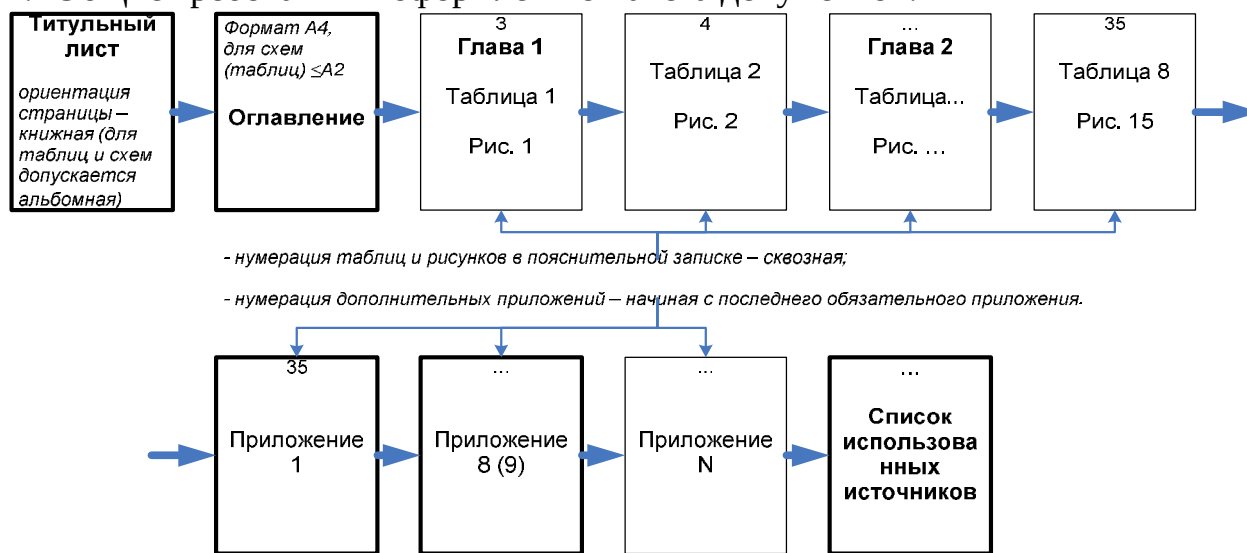 Титульный
лист
ориентация
страницы –
книжная (для
таблиц и схем
допускается
альбомная)
Формат А4,
для схем
(таблиц) ≤А2
Оглавление
3
Глава 1
Таблица 1
Рис. 1
4
Таблица 2
Рис. 2
...
Глава 2
Таблица...
Рис. ...
35
Таблица 8
Рис. 15
- нумерация таблиц и рисунков в пояснительной записке – сквозная;
- нумерация дополнительных приложений – начиная с последнего обязательного приложения.
35
Приложение
1
...
Приложение
8 (9)
...
Приложение
N
...
Список
использова
нных
источников